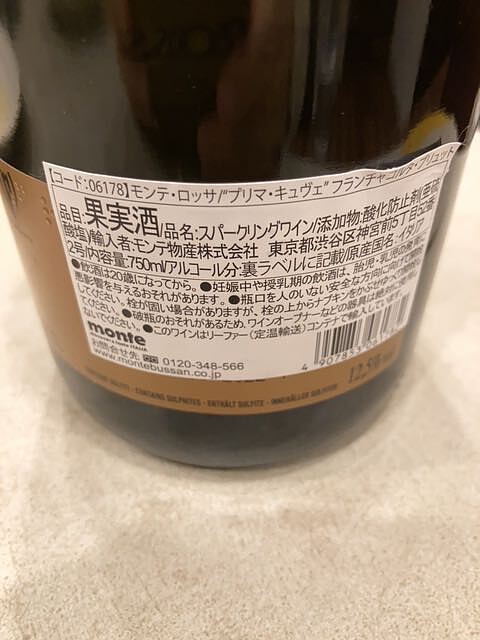 【コード:06178】モンテ・ロッサ/"プリマ・キュヴェ" フランチャコルタ・ブリュット
品目:果実酒/品名:スパークリングワイン/添加物:酸化防止剤(亜硫
酸塩)/輸入者:モンテ物産株式会社 東京都渋谷区神宮前5丁目52番
2号/内容量:750ml/アルコール分:裏ラベルに記載/原産国名:イタリア
●飲酒は20歳になってから。●妊娠中や授乳期の飲酒は、胎児・乳児の発育に
悪影響を与えるおそれがあります。●瓶口を人のいない安全な方向に向けて
ください。栓が固い場合がありますが、栓の上からナプキンをかぶせゆっくり
てください。●破瓶のおそれがあるため、ワインオープナーなどの器具は
でください。●このワインはリーファー(定温輸送)コンテナで輸入しています。
monte
お問合せ先 0120-348-566
www.montebussan.co.jp
12,5%
CONTAINS SULPHITES - ENTHÄLT SULFITE - INNEHÅLLER SULFITER